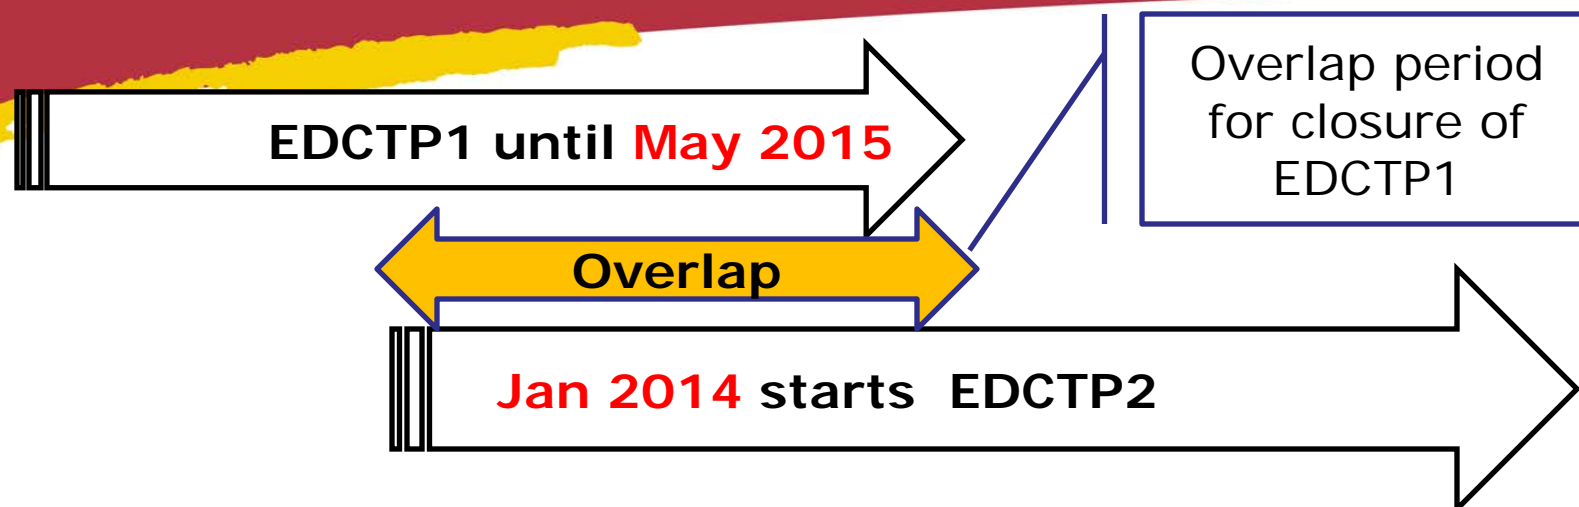 EDCTP1 until May 2015
Overlap period
for closure of
EDCTP1
Overlap
Jan 2014 starts EDCTP2